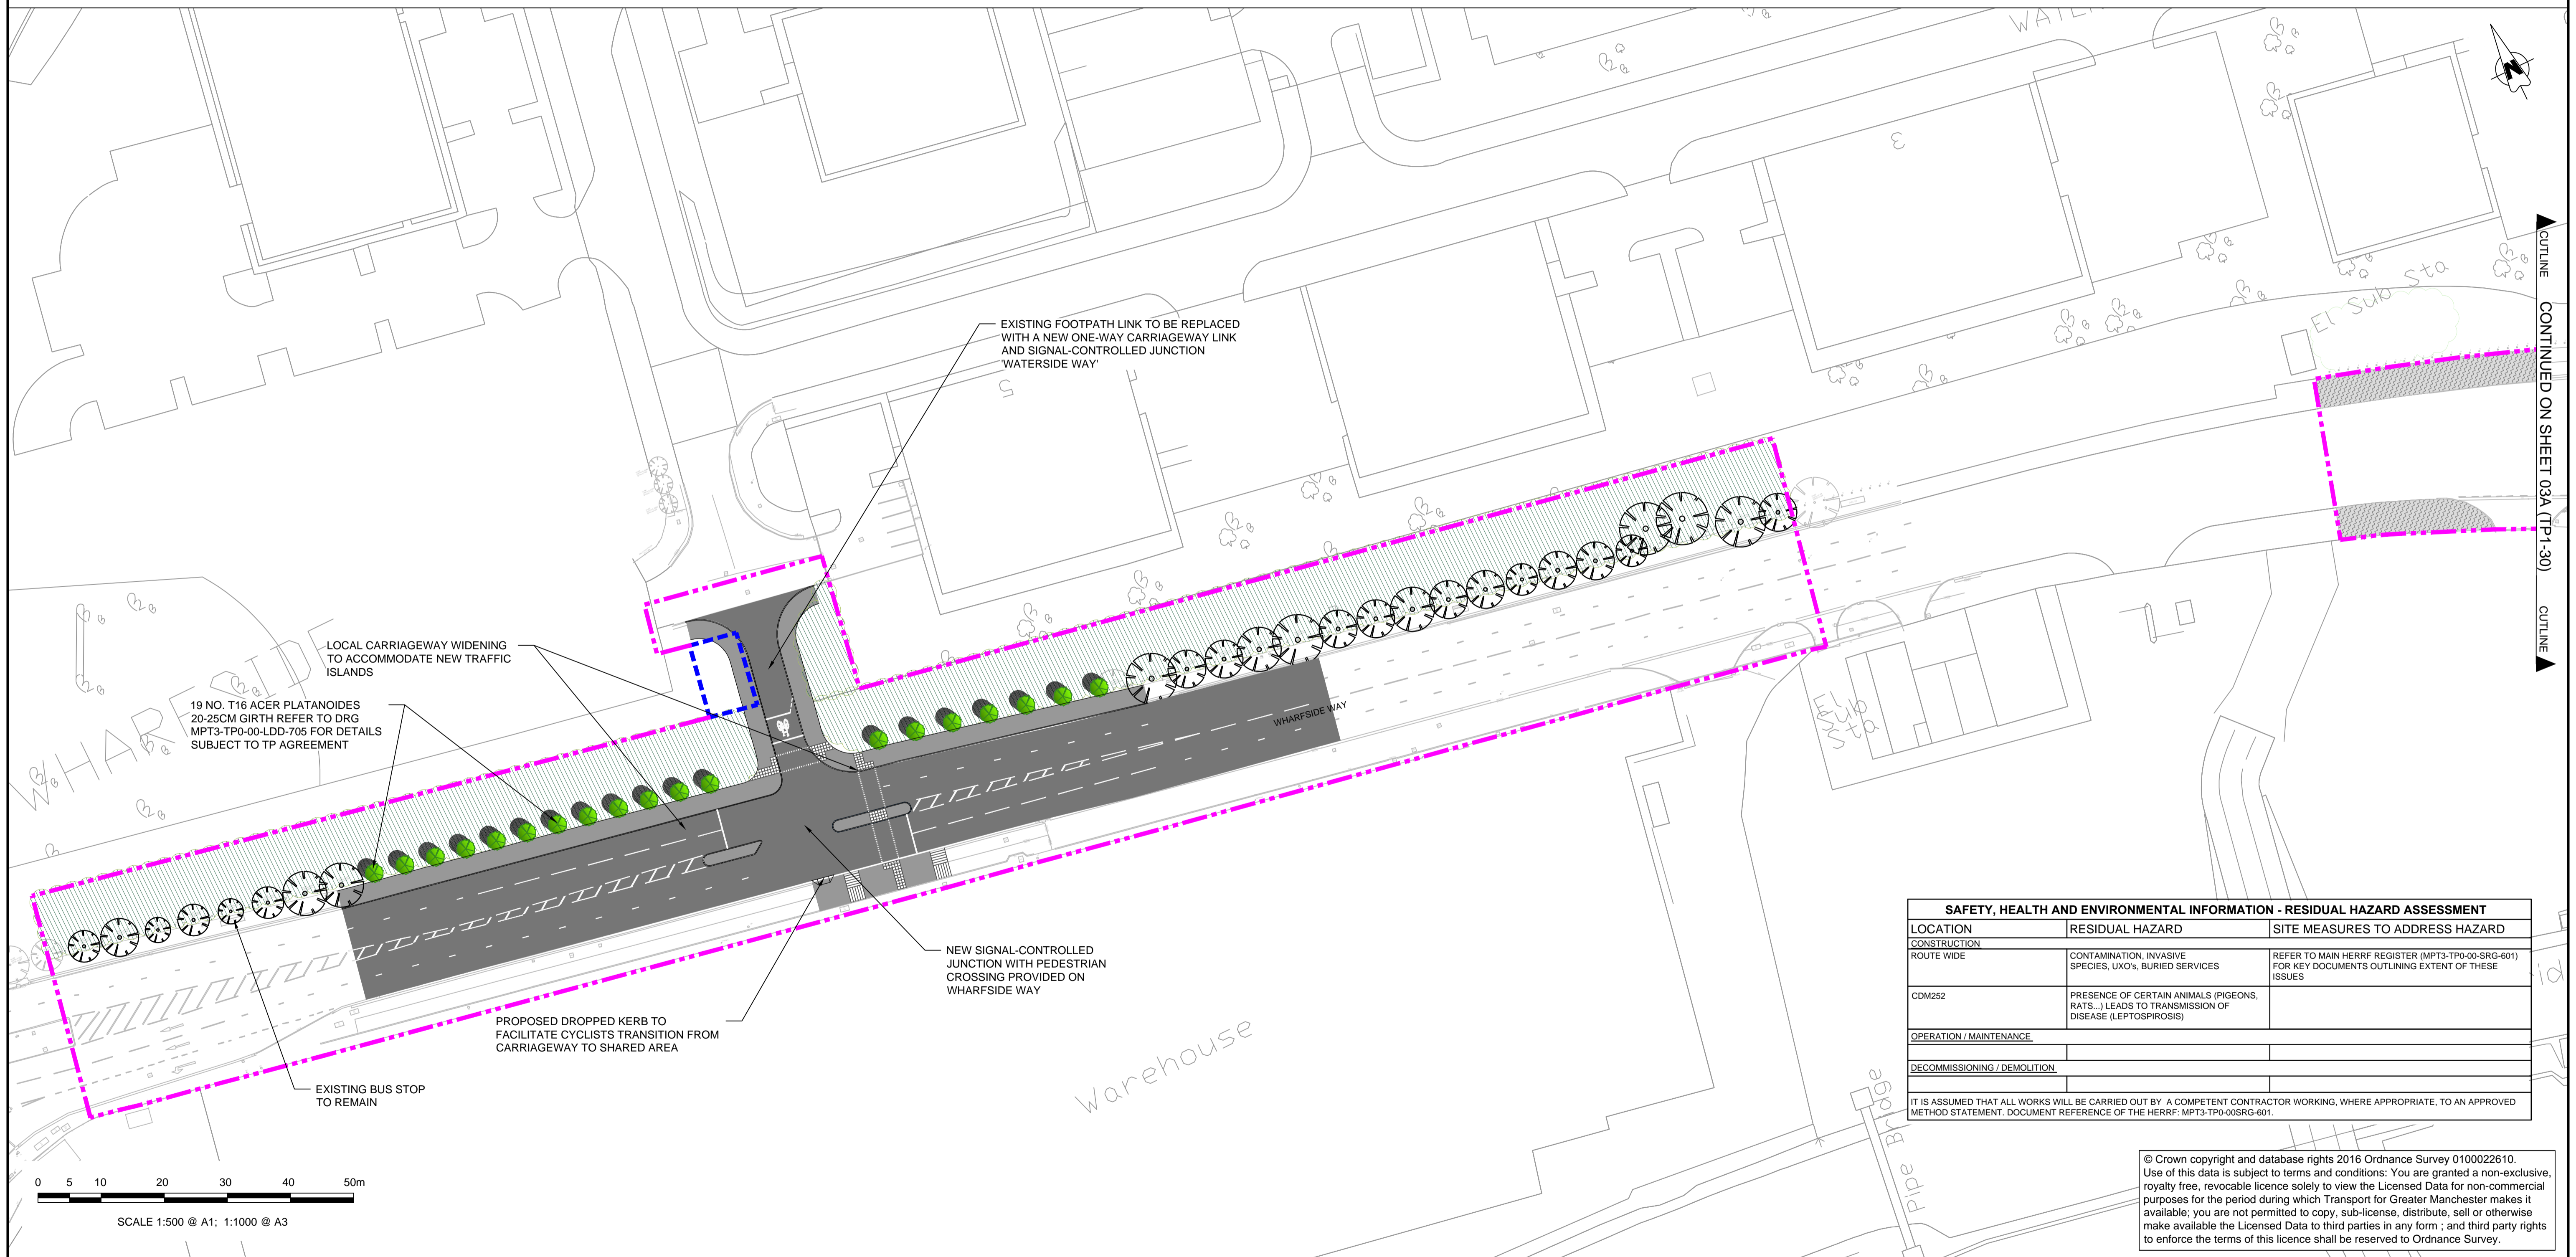 N
3
El Sub Sta
CUTLINE
CONTINUED ON SHEET 03A (TP1-30)
CUTLINE
EXISTING FOOTPATH LINK TO BE REPLACED
WITH A NEW ONE-WAY CARRIAGEWAY LINK
AND SIGNAL-CONTROLLED JUNCTION
'WATERSIDE WAY'
5
LOCAL CARRIAGEWAY WIDENING
TO ACCOMMODATE NEW TRAFFIC
ISLANDS
19 NO. T16 ACER PLATANOIDES
20-25CM GIRTH REFER TO DRG
MPT3-TP0-00-LDD-705 FOR DETAILS
SUBJECT TO TP AGREEMENT
WHARFSIDE
WHARFSIDE WAY
El
Sub
Sta
NEW SIGNAL-CONTROLLED
JUNCTION WITH PEDESTRIAN
CROSSING PROVIDED ON
WHARFSIDE WAY
PROPOSED DROPPED KERB TO
FACILITATE CYCLISTS TRANSITION FROM
CARRIAGEWAY TO SHARED AREA
EXISTING BUS STOP
TO REMAIN
Warehouse
Pipe Bridge
SAFETY, HEALTH AND ENVIRONMENTAL INFORMATION - RESIDUAL HAZARD ASSESSMENT
LOCATION RESIDUAL HAZARD SITE MEASURES TO ADDRESS HAZARD
CONSTRUCTION
ROUTE WIDE
CONTAMINATION, INVASIVE
SPECIES, UXO's, BURIED SERVICES
REFER TO MAIN HERRF REGISTER (MPT3-TP0-00-SRG-601)
FOR KEY DOCUMENTS OUTLINING EXTENT OF THESE
ISSUES
CDM252
PRESENCE OF CERTAIN ANIMALS (PIGEONS,
RATS...) LEADS TO TRANSMISSION OF
DISEASE (LEPTOSPIROSIS)
OPERATION / MAINTENANCE
DECOMMISSIONING / DEMOLITION
IT IS ASSUMED THAT ALL WORKS WILL BE CARRIED OUT BY A COMPETENT CONTRACTOR WORKING, WHERE APPROPRIATE, TO AN APPROVED
METHOD STATEMENT. DOCUMENT REFERENCE OF THE HERRF: MPT3-TP0-00SRG-601.
0 5 10 20 30 40 50m
SCALE 1:500 @ A1; 1:1000 @ A3
© Crown copyright and database rights 2016 Ordnance Survey 0100022610.
Use of this data is subject to terms and conditions: You are granted a non-exclusive,
royalty free, revocable licence solely to view the Licensed Data for non-commercial
purposes for the period during which Transport for Greater Manchester makes it
available; you are not permitted to copy, sub-license, distribute, sell or otherwise
make available the Licensed Data to third parties in any form ; and third party rights
to enforce the terms of this licence shall be reserved to Ordnance Survey.